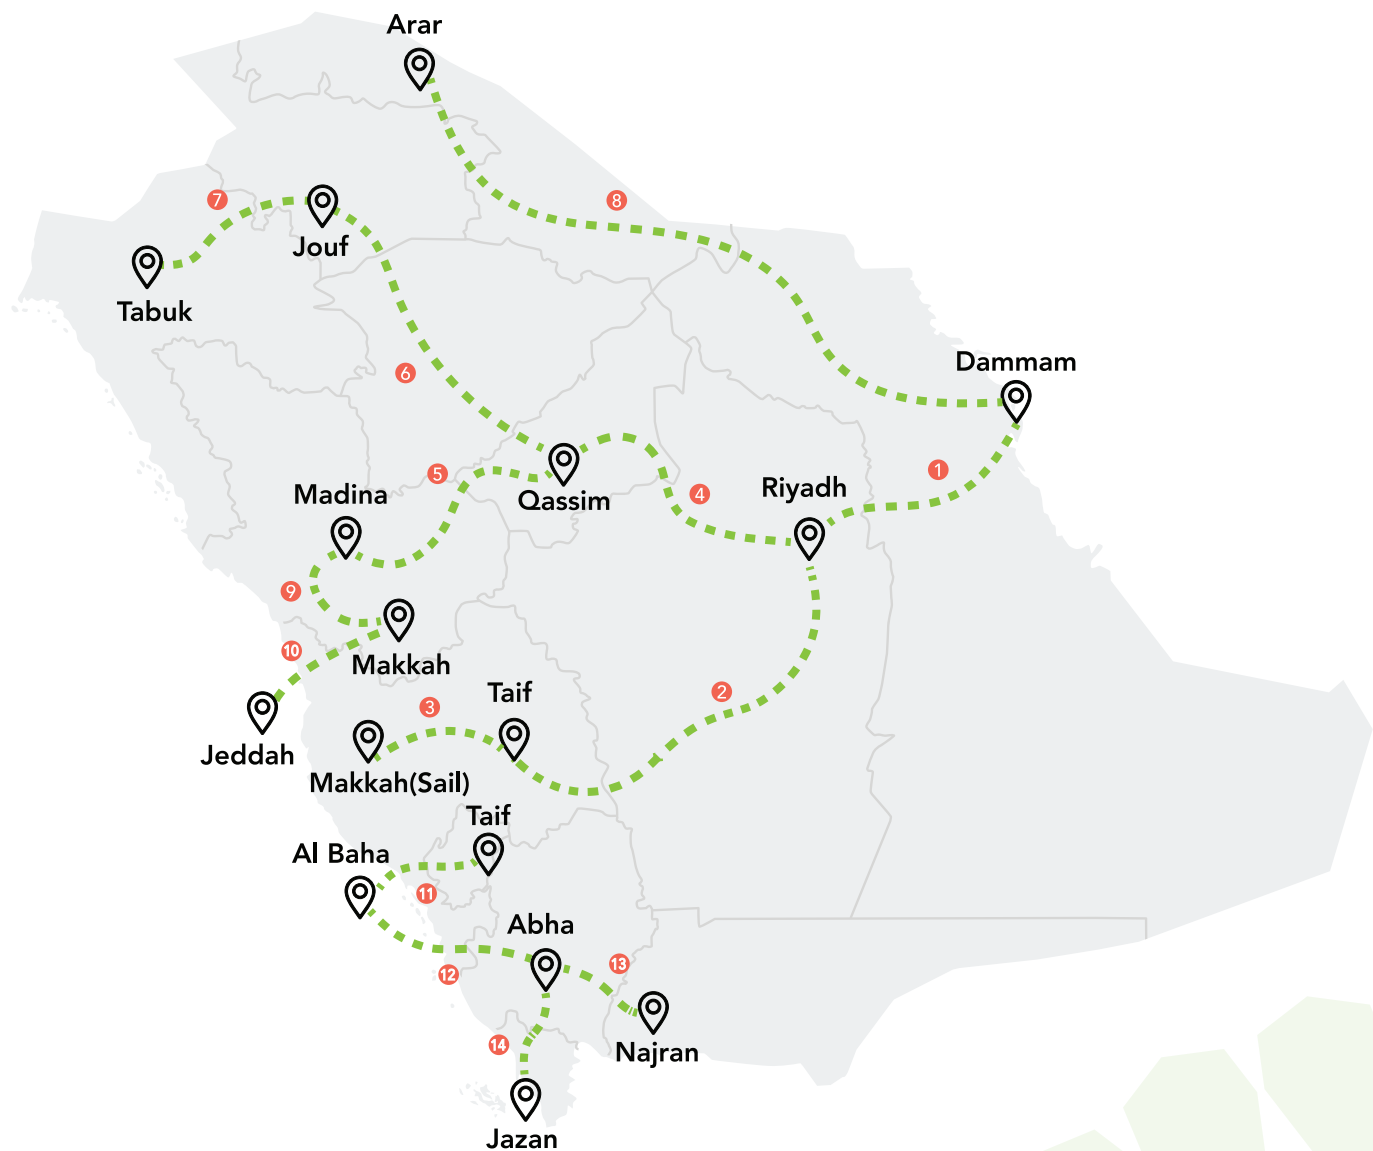 Arar
7
8
Jouf
Tabuk
Dammam
6
5
1
Madina
Qassim
4
Riyadh
9
10
Makkah
Taif
2
3
Jeddah
Makkah(Sail)
Taif
Al Baha
11
Abha
12
13
14
Najran
Jazan